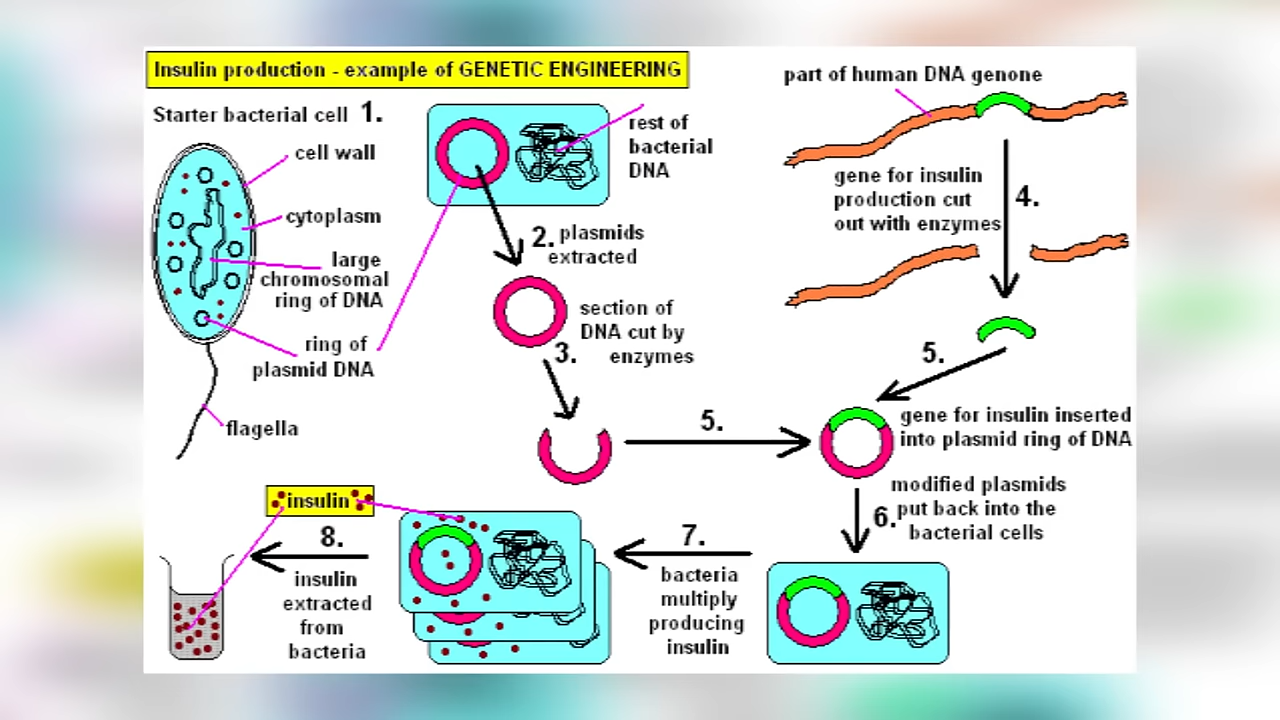 Insulin production - example of GENETIC ENGINEERING
Starter bacterial cell 1.
cell wall
cytoplasm
large
chromosomal
ring of DNA
ring of
plasmid DNA
flagella
rest of
bacterial
DNA
2. plasmids
extracted
section of
DNA cut by
enzymes
3.
part of human DNA genone
gene for insulin
production cut
out with enzymes
4.
5.
5.
gene for insulin inserted
into plasmid ring of DNA
modified plasmids
6. put back into the
bacterial cells
7.
bacteria
multiply
producing
insulin
insulin
8.
insulin
extracted
from
bacteria